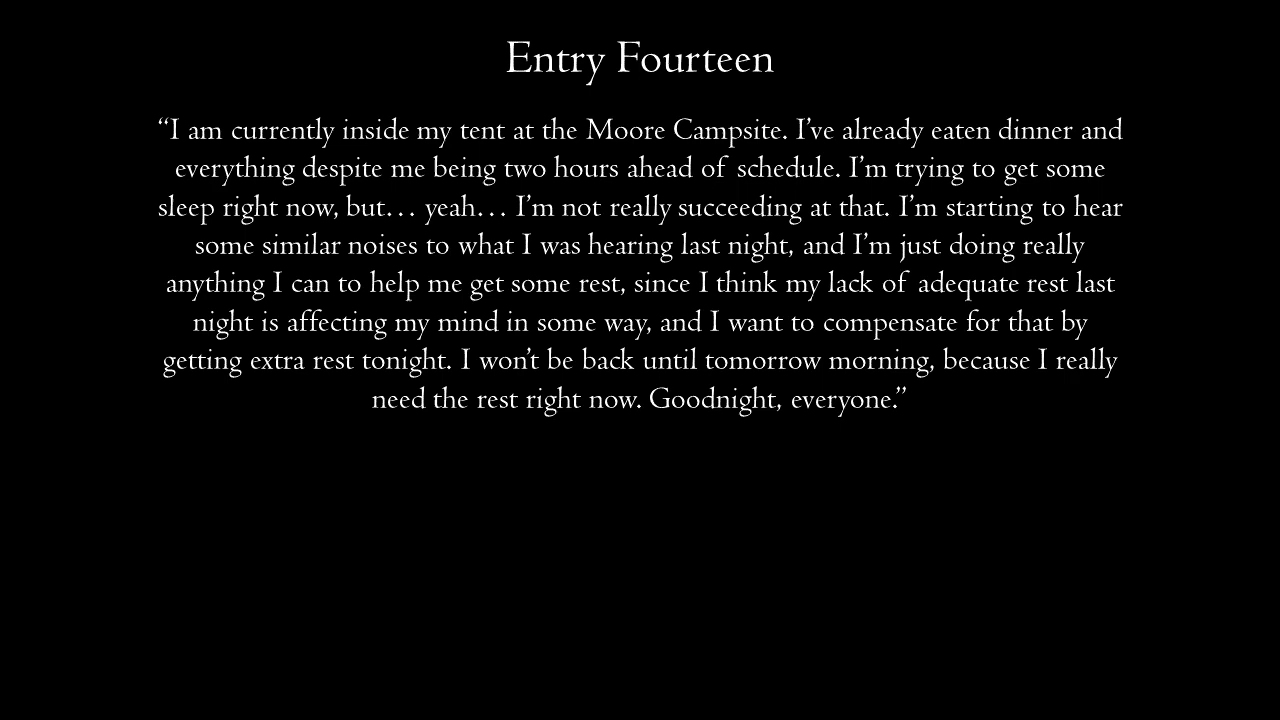 Entry Fourteen
“I am currently inside my tent at the Moore Campsite. I’ve already eaten dinner and
everything despite me being two hours ahead of schedule. I’m trying to get some
sleep right now, but… yeah… I’m not really succeeding at that. I’m starting to hear
some similar noises to what I was hearing last night, and I’m just doing really
anything I can to help me get some rest, since I think my lack of adequate rest last
night is affecting my mind in some way, and I want to compensate for that by
getting extra rest tonight. I won’t be back until tomorrow morning, because I really
need the rest right now. Goodnight, everyone.”